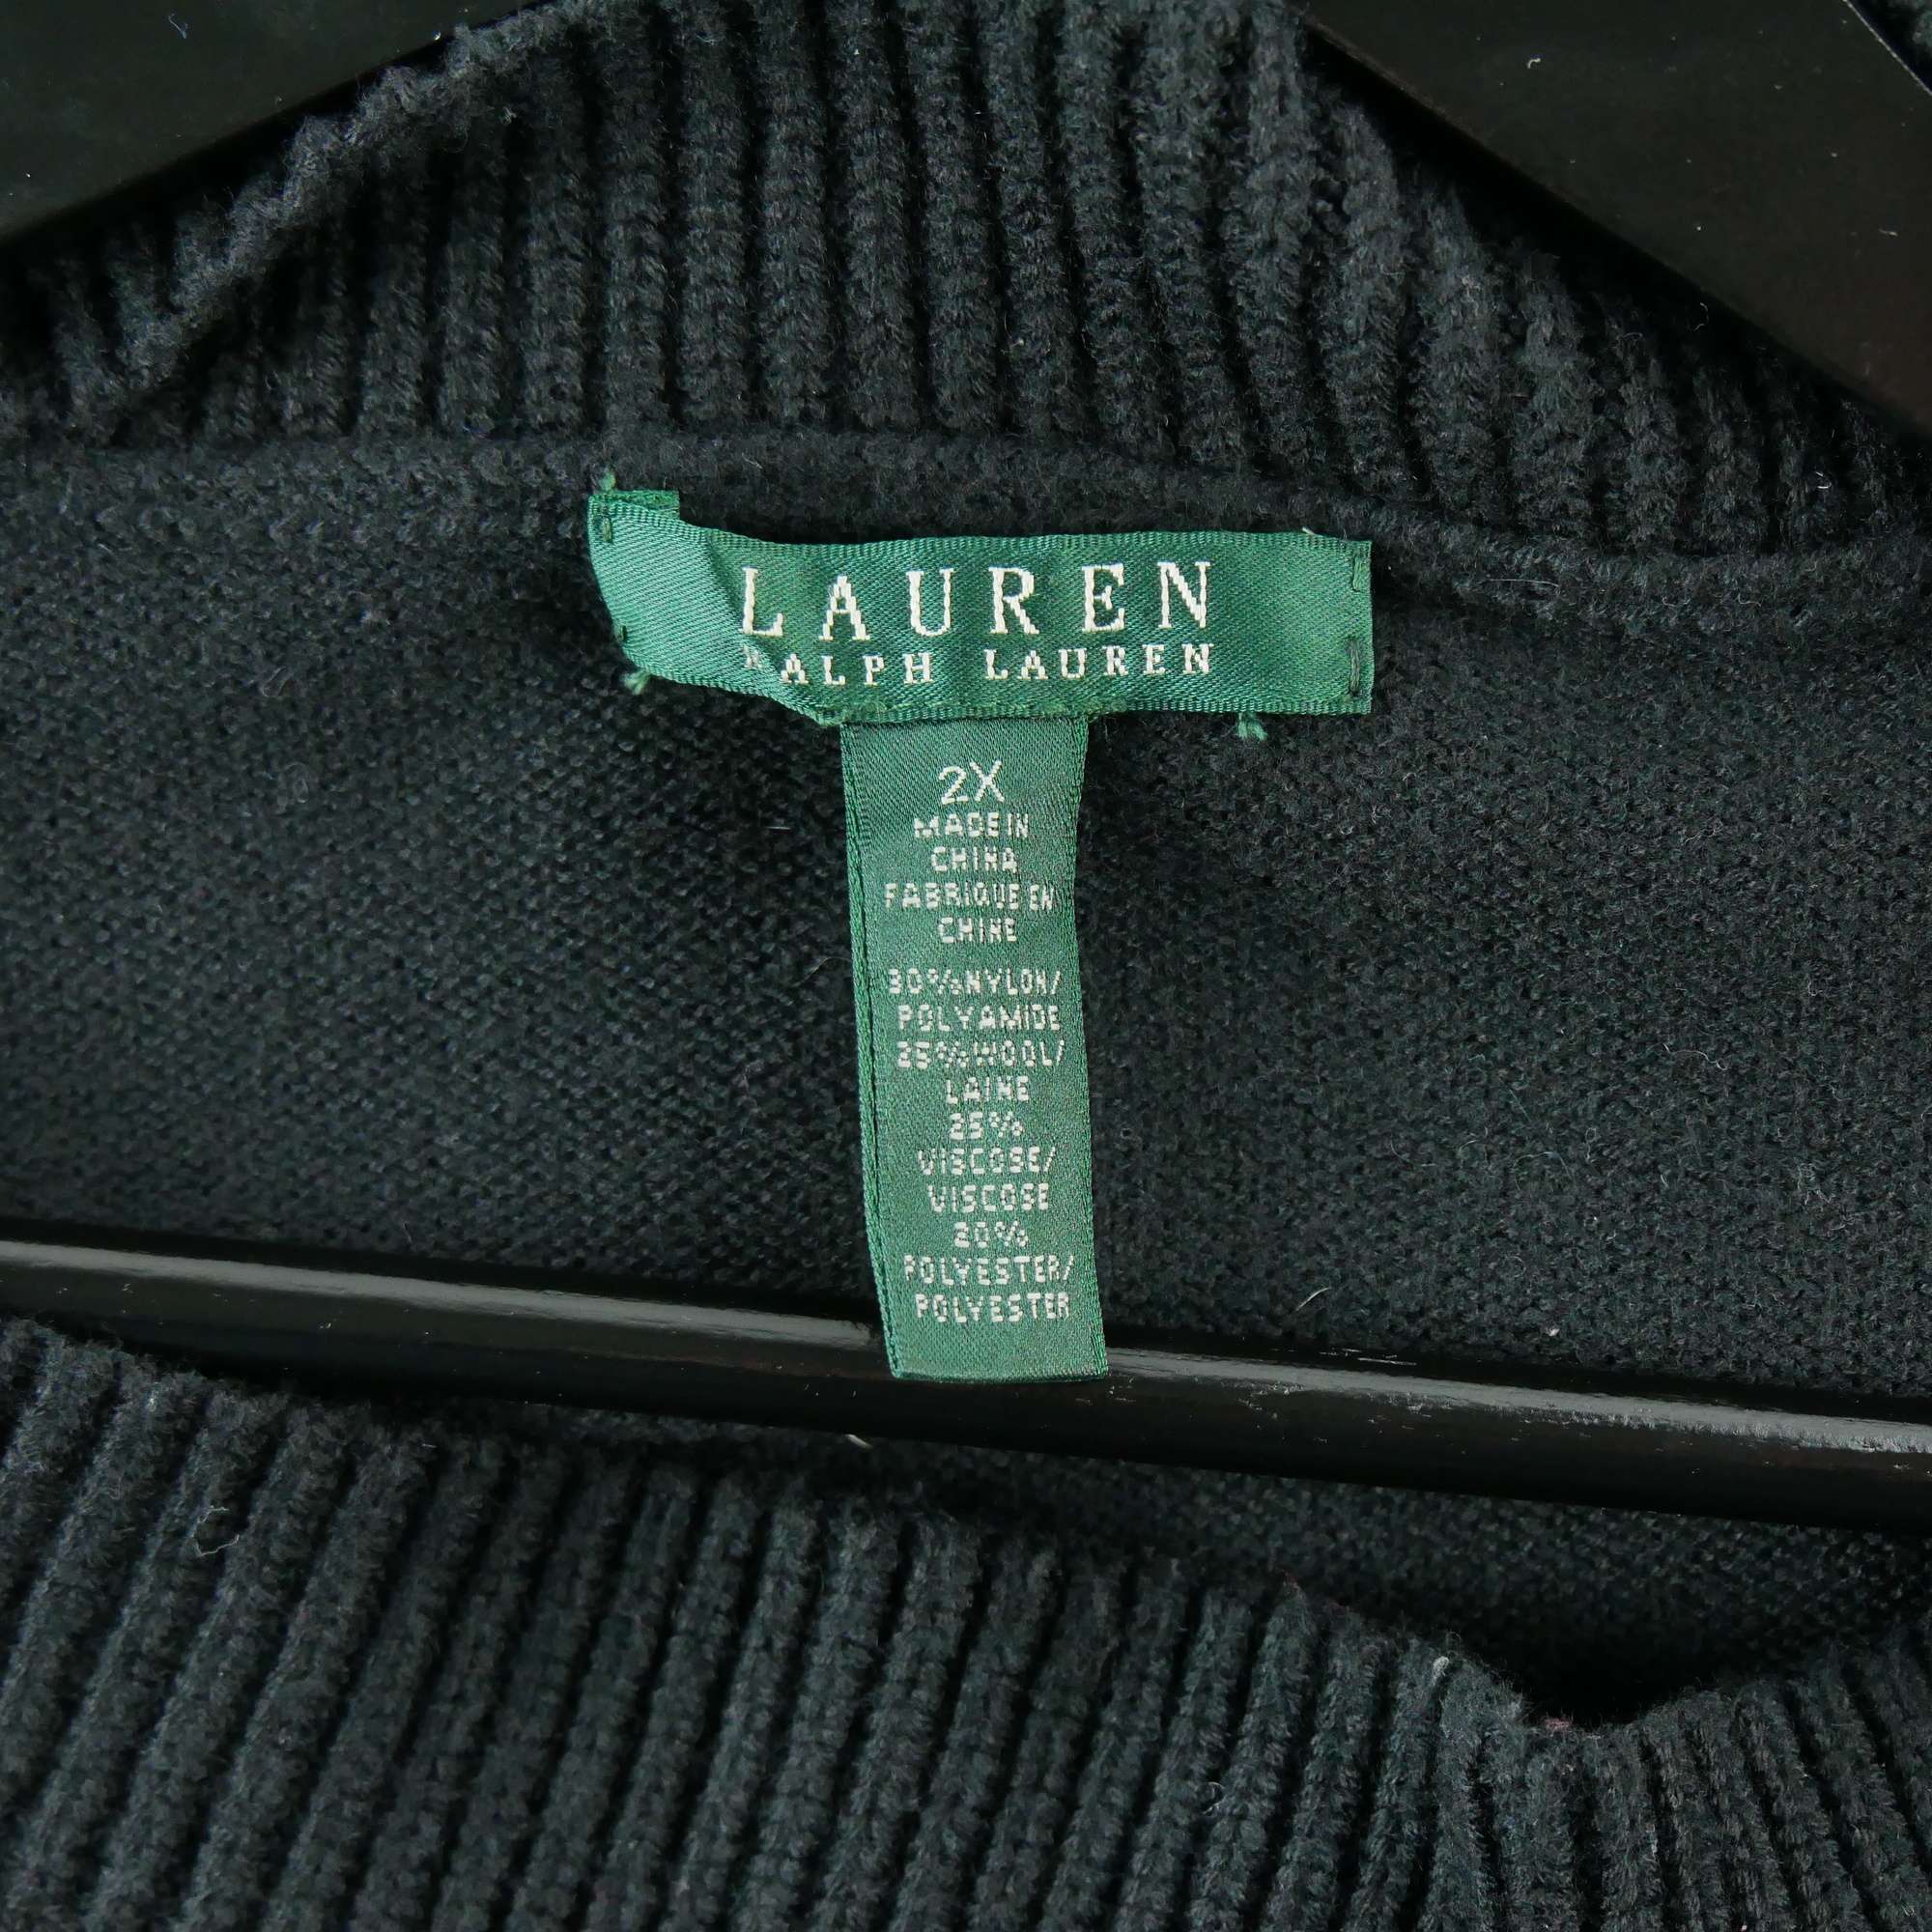 LAUREN
RALPH LAUREN
2X
MADE IN
CHINA
FABRIQUE EN
CHINE
30% NYLON/
POLYAMIDE
25% WOOL/
LAINE
25%
VISCOSE/
VISCOSE
20%
POLYESTER/
POLYESTER